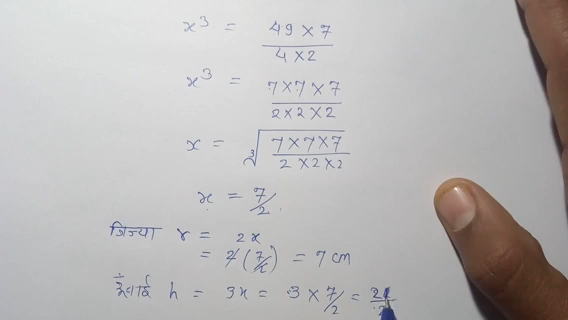 x³ = 49 × 7 / 4 × 2
x³ = 7 × 7 × 7 / 2 × 2 × 2
x = ∛(7 × 7 × 7 / 2 × 2 × 2)
x = 7/2
त्रिज्या r = 2x
= 2 (7/2) = 7 cm
h = 3x = 3 × 7/2 = 21/2